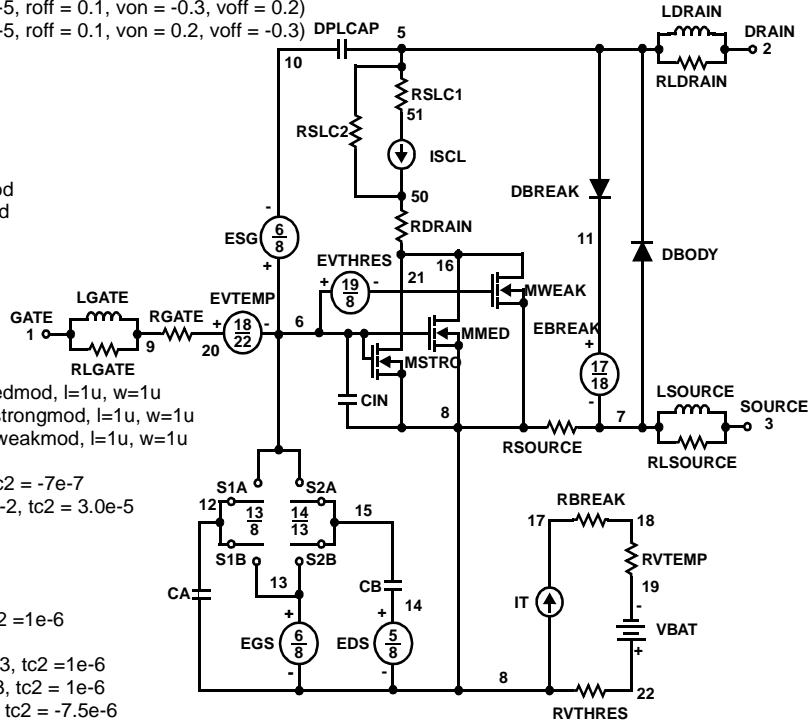 -5, roff = 0.1, von = -0.3, voff = 0.2)
-5, roff = 0.1, von = 0.2, voff = -0.3)
DPLCAP
5
LDRAIN
DRAIN
2
10
RLDRAIN
RSLC1
51
RSLC2
ISCL
od
d
50
DBREAK
RDRAIN
-
ESG
6
8
+
11
DBODY
EVTHRES
16
21
+
19
8
-
MWEAK
LGATE
EVTEMP
GATE
1
RGATE
+
18
22
-
6
EBREAK
+
MMED
9
20
RLGATE
MSTRO
17
18
-
edmod, l=1u, w=1u
strongmod, l=1u, w=1u
weakmod, l=1u, w=1u
CIN
LSOURCE
8
7
SOURCE
3
RSOURCE
RLSOURCE
c2 = -7e-7
-2, tc2 = 3.0e-5
S1A
S2A
12
13
8
14
13
15
S1B
S2B
RBREAK
17
18
RVTEMP
13
CA
CB
19
14
IT
-
VBAT
+
2 =1e-6
+
EGS
6
8
-
+
EDS
5
8
-
3, tc2 =1e-6
3, tc2 = 1e-6
, tc2 = -7.5e-6
8
22
RVTHRES